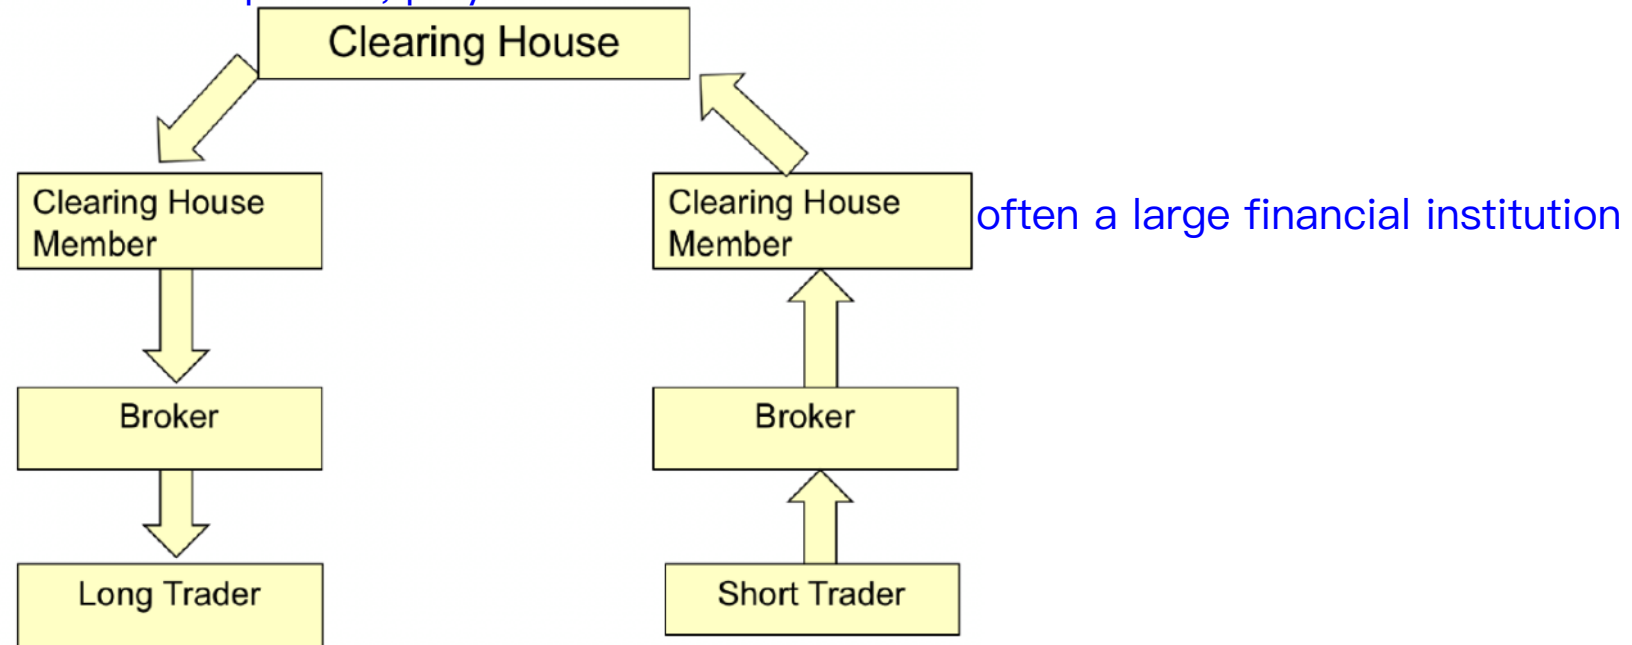 Clearing House
Clearing House
Member
Clearing House
Member
often a large financial institution
Broker
Broker
Long Trader
Short Trader